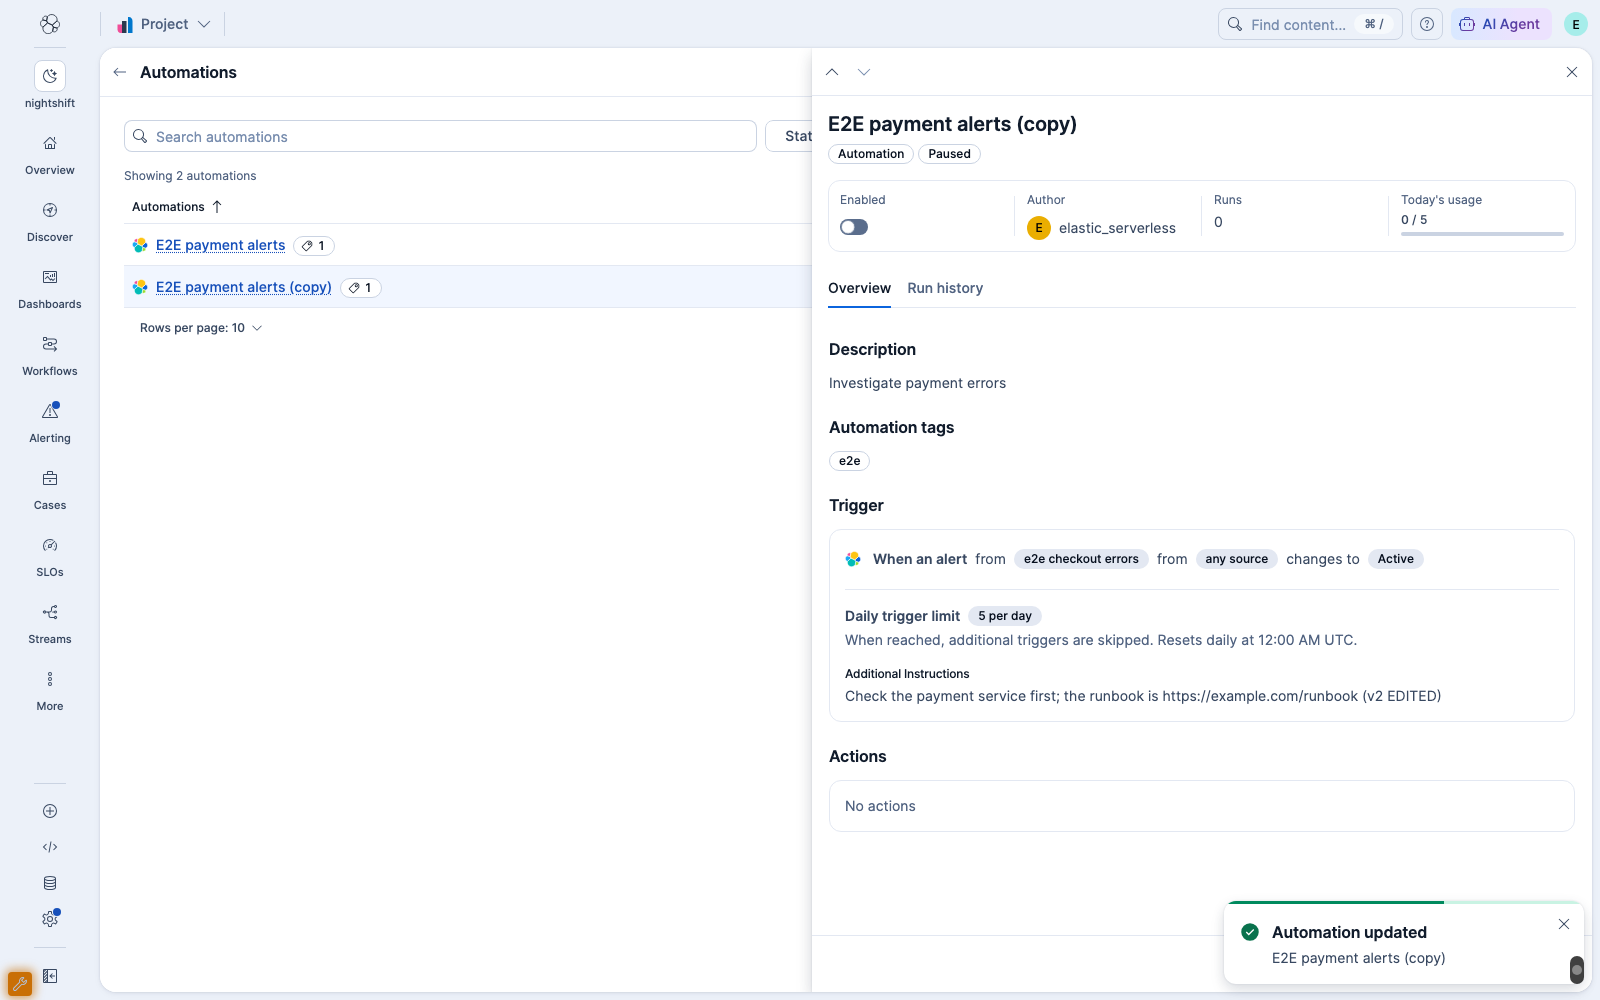 Project
Find content...
⌘ /
AI Agent
E
nightshift
Overview
Discover
Dashboards
Workflows
Alerting
Cases
SLOs
Streams
More
Automations
Search automations
Stat
Showing 2 automations
Automations
E2E payment alerts
1
E2E payment alerts (copy)
1
Rows per page: 10
E2E payment alerts (copy)
Automation
Paused
Enabled
Author
E
elastic_serverless
Runs
0
Today's usage
0 / 5
Overview
Run history
Description
Investigate payment errors
Automation tags
e2e
Trigger
When an alert from e2e checkout errors from any source changes to Active
Daily trigger limit 5 per day
When reached, additional triggers are skipped. Resets daily at 12:00 AM UTC.
Additional Instructions
Check the payment service first; the runbook is https://example.com/runbook (v2 EDITED)
Actions
No actions
Automation updated
E2E payment alerts (copy)